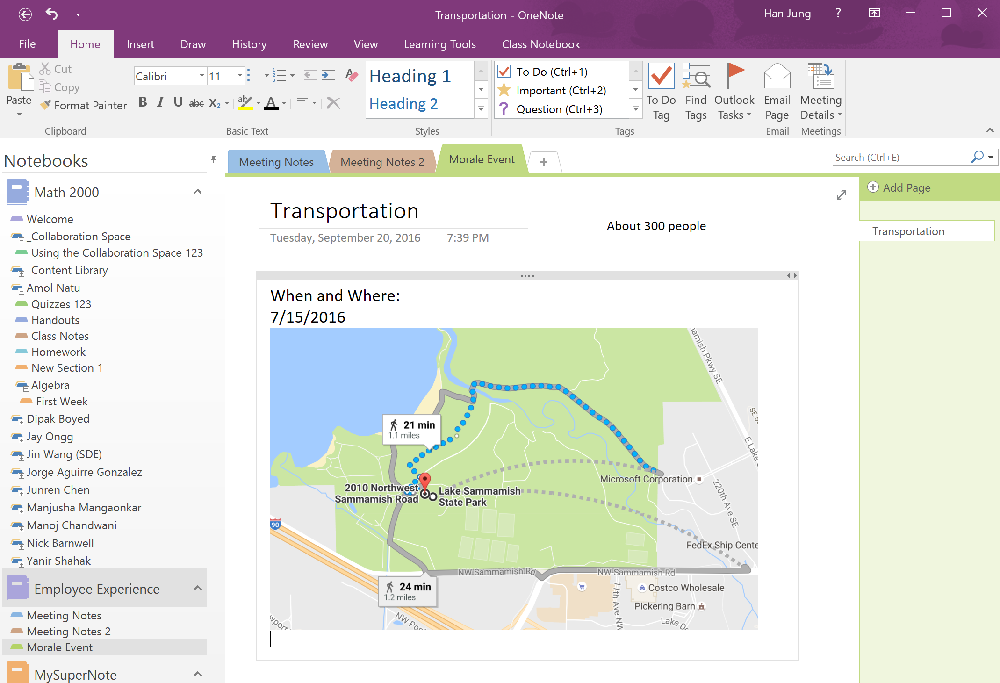 Transportation - OneNote
Han Jung
?
File
Home
Insert
Draw
History
Review
View
Learning Tools
Class Notebook
Paste
Cut
Copy
Format Painter
Clipboard
Calibri
11
B I U abc X₂ ab A
Basic Text
Heading 1
Heading 2
Styles
To Do (Ctrl+1)
Important (Ctrl+2)
? Question (Ctrl+3)
To Do
Tag
Find
Tags
Outlook
Tasks
Tags
Email
Page
Email
Meeting
Details
Meetings
Notebooks
Math 2000
Welcome
_Collaboration Space
Using the Collaboration Space 123
_Content Library
Amol Natu
Quizzes 123
Handouts
Class Notes
Homework
New Section 1
Algebra
First Week
Dipak Boyed
Jay Ongg
Jin Wang (SDE)
Jorge Aguirre Gonzalez
Junren Chen
Manjusha Mangaonkar
Manoj Chandwani
Nick Barnwell
Yanir Shahak
Employee Experience
Meeting Notes
Meeting Notes 2
Morale Event
MySuperNote
Meeting Notes
Meeting Notes 2
Morale Event
+
Search (Ctrl+E)
Add Page
Transportation
Transportation
Tuesday, September 20, 2016 7:39 PM
About 300 people
When and Where:
7/15/2016
amish Pkwy SE
21 min
1.1 miles
E Lake
Microsoft Corporation
220th Ave SE
2010 Northwest
Sammamish Road
Lake Sammamish
State Park
90
FedEx Ship Cente
NW Sammamish Rd
NW Sammamish Rd
24 min
1.2 miles
11th Ave NW
Costco Wholesale
Pickering Barn
Lake Dr
NW Pop
wport